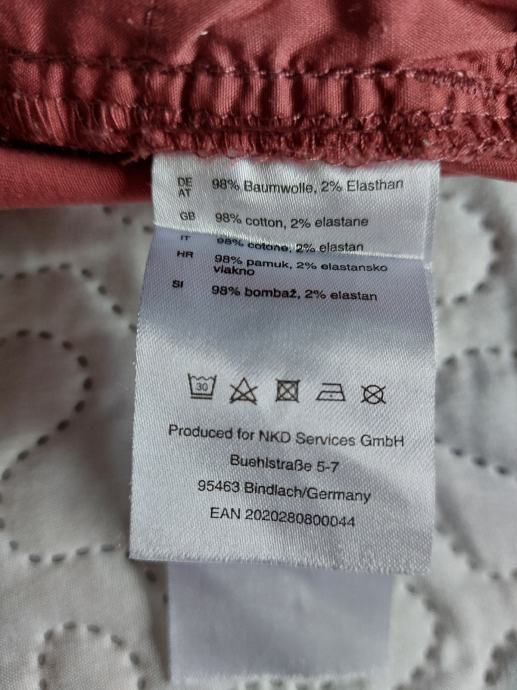 DE AT 98% Baumwolle, 2% Elasthan
GB 98% cotton, 2% elastane
IT 98% cotone, 2% elastan
HR 98% pamuk, 2% elastansko
vlakno
SI 98% bombaž, 2% elastan
30
Produced for NKD Services GmbH
Buehlstraße 5-7
95463 Bindlach/Germany
EAN 2020280800044